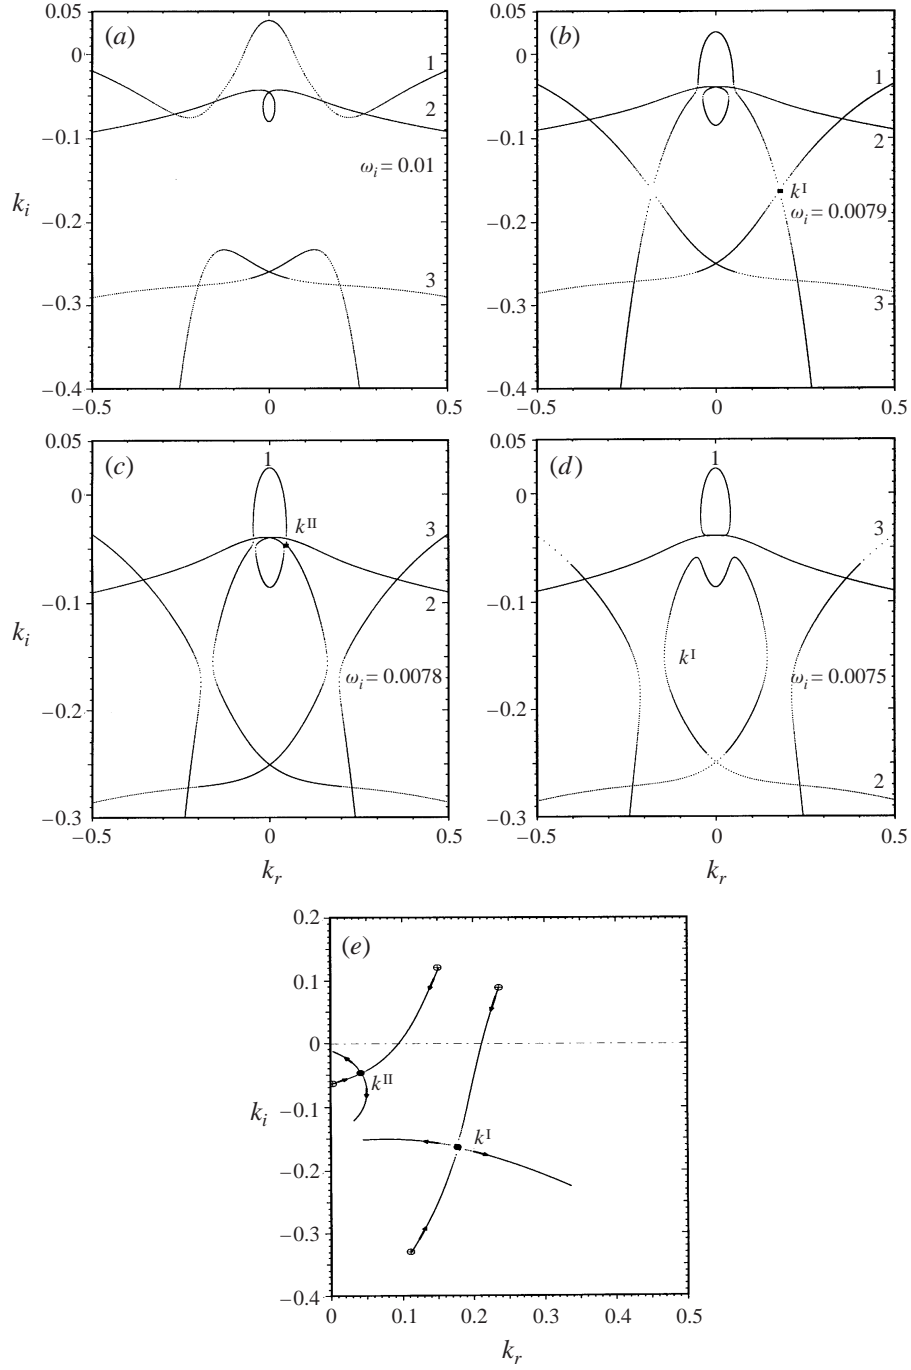 (a)
0.05
0
−0.1
−0.2
−0.3
−0.4
−0.5
0
0.5
k_i
1
2
3
ω_i = 0.01
(b)
0.05
0
−0.1
−0.2
−0.3
−0.4
−0.5
0
0.5
1
2
3
k^I
ω_i = 0.0079
(c)
0.05
0
−0.1
−0.2
−0.3
−0.5
0
0.5
k_i
k_r
1
2
3
k^II
ω_i = 0.0078
(d)
0.05
0
−0.1
−0.2
−0.3
−0.5
0
0.5
k_r
1
3
2
k^I
ω_i = 0.0075
(e)
0.2
0.1
0
−0.1
−0.2
−0.3
−0.4
0
0.1
0.2
0.3
0.4
0.5
k_i
k_r
k^II
k^I